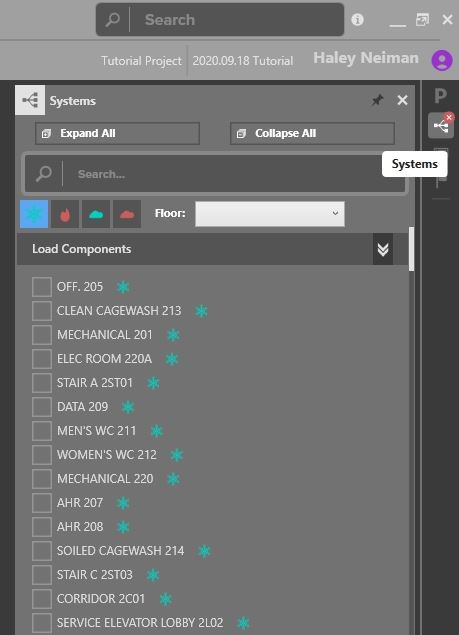 Search
Tutorial Project
2020.09.18 Tutorial
Haley Neiman
Systems
P
Expand All
Collapse All
Systems
Search...
Floor:
Load Components
OFF. 205
CLEAN CAGEWASH 213
MECHANICAL 201
ELEC ROOM 220A
STAIR A 2ST01
DATA 209
MEN'S WC 211
WOMEN'S WC 212
MECHANICAL 220
AHR 207
AHR 208
SOILED CAGEWASH 214
STAIR C 2ST03
CORRIDOR 2C01
SERVICE ELEVATOR LOBBY 2L02